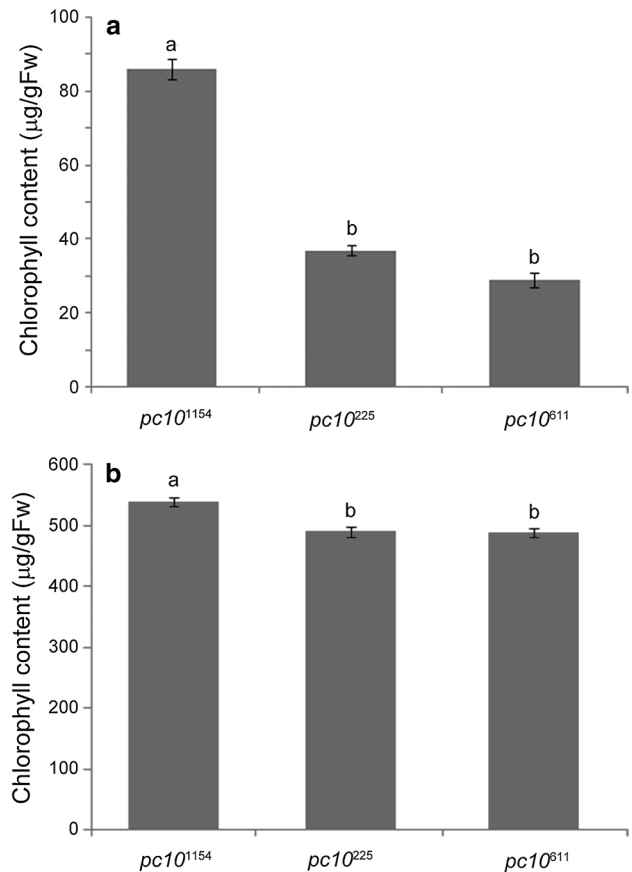 a
Chlorophyll content (µg/gFw)
100
80
60
40
20
0
a
b
b
pc10¹¹⁵⁴ pc10²²⁵ pc10⁶¹¹
b
Chlorophyll content (µg/gFw)
600
500
400
300
200
100
0
a
b
b
pc10¹¹⁵⁴ pc10²²⁵ pc10⁶¹¹